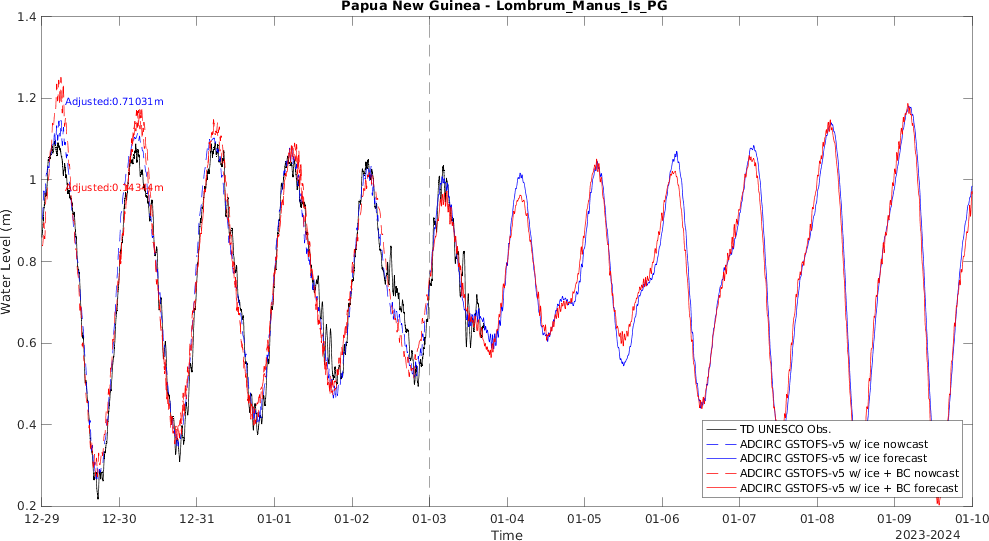 Papua New Guinea - Lombrum_Manus_Is_PG
1.4
1.2
1
0.8
0.6
0.4
0.2
Water Level (m)
Adjusted:0.71031m
TD UNESCO Obs.
ADCIRC GSTOFS-v5 w/ ice nowcast
ADCIRC GSTOFS-v5 w/ ice forecast
ADCIRC GSTOFS-v5 w/ ice + BC nowcast
ADCIRC GSTOFS-v5 w/ ice + BC forecast
12-29 12-30 12-31 01-01 01-02 01-03 01-04 01-05 01-06 01-07 01-08 01-09 01-10
Time
2023-2024